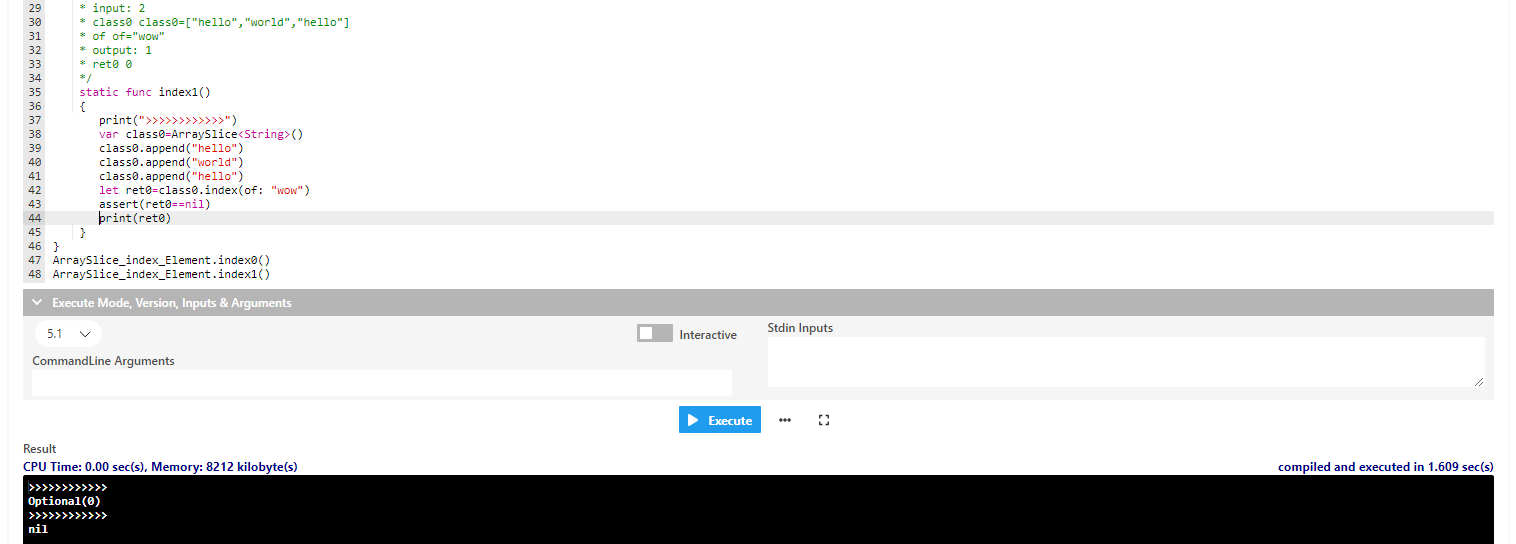 29 * input: 2
30 * class0 class0=["hello","world","hello"]
31 * of of="wow"
32 * output: 1
33 * ret0 0
34 */
35 static func index1()
36 {
37 print(">>>>>>>>>>>>")
38 var class0=ArraySlice<String>()
39 class0.append("hello")
40 class0.append("world")
41 class0.append("hello")
42 let ret0=class0.index(of: "wow")
43 assert(ret0==nil)
44 print(ret0)
45 }
46 }
47 ArraySlice_index_Element.index0()
48 ArraySlice_index_Element.index1()
Execute Mode, Version, Inputs & Arguments
5.1
Interactive
Stdin Inputs
CommandLine Arguments
Execute
Result
CPU Time: 0.00 sec(s), Memory: 8212 kilobyte(s)
compiled and executed in 1.609 sec(s)
>>>>>>>>>>>>
Optional(0)
>>>>>>>>>>>>
nil